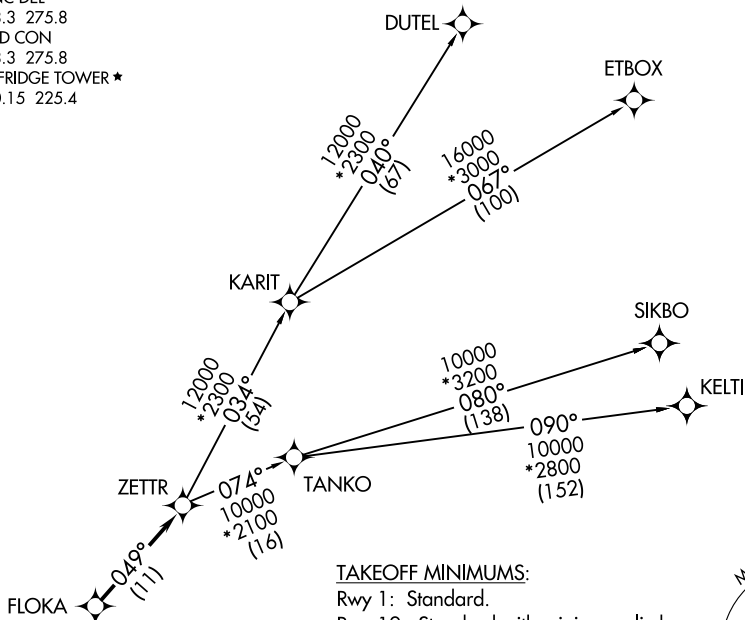 DEL
.3 275.8
D CON
.3 275.8
FRIDGE TOWER ★
.15 225.4
DUTEL
ETBOX
12000
*2300
040°
(67)
16000
*3000
067°
(100)
KARIT
SIKBO
12000
*2300
034°
(54)
10000
*3200
080°
(138)
KELTI
090°
10000
*2800
(152)
ZETTR
074°
10000
*2100
(16)
TANKO
049°
(11)
FLOKA
TAKEOFF MINIMUMS:
Rwy 1: Standard.